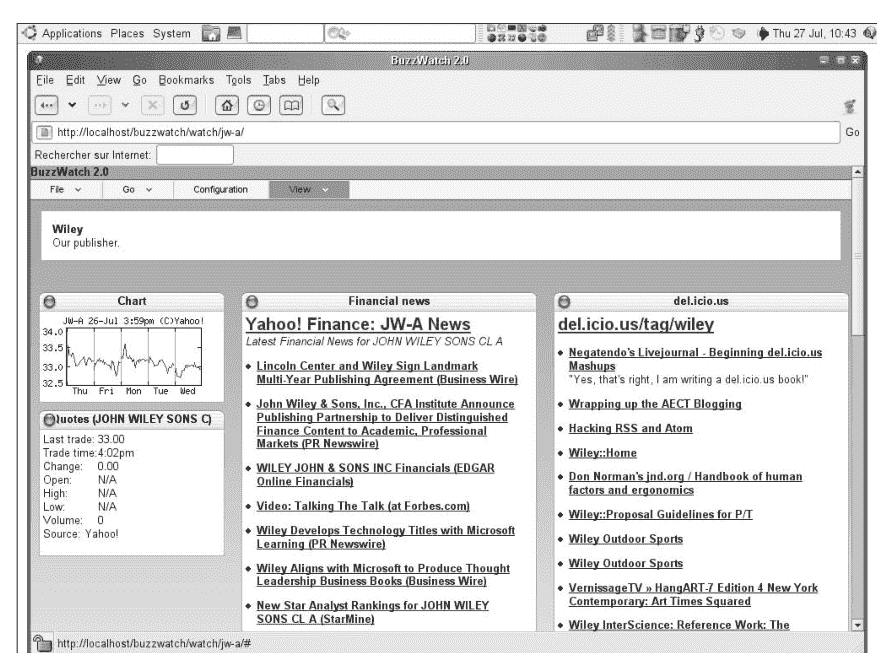 Applications Places System
Thu 27 Jul, 10:43
BuzzWatch 2.0
File Edit View Go Bookmarks Tools Tabs Help
http://localhost/buzzwatch/watch/jw-a/
Go
Rechercher sur Internet:
BuzzWatch 2.0
File Go Configuration View
Wiley
Our publisher.
Chart
JW-A 26-Jul 3:59pm (C)Yahoo!
34.0
33.5
33.0
32.5
Thu Fri Mon Tue Wed
Quotes (JOHN WILEY SONS C)
Last trade: 33.00
Trade time: 4:02pm
Change: 0.00
Open: N/A
High: N/A
Low: N/A
Volume: 0
Source: Yahoo!
Financial news
Yahoo! Finance: JW-A News
Latest Financial News for JOHN WILEY SONS CL A
Lincoln Center and Wiley Sign Landmark
Multi-Year Publishing Agreement (Business Wire)
John Wiley & Sons, Inc., CFA Institute Announce
Publishing Partnership to Deliver Distinguished
Finance Content to Academic, Professional
Markets (PR Newswire)
WILEY JOHN & SONS INC Financials (EDGAR
Online Financials)
Video: Talking The Talk (at Forbes.com)
Wiley Develops Technology Titles with Microsoft
Learning (PR Newswire)
Wiley Aligns with Microsoft to Produce Thought
Leadership Business Books (Business Wire)
New Star Analyst Rankings for JOHN WILEY
SONS CL A (StarMine)
del.icio.us
del.icio.us/tag/wiley
Negatendo's Livejournal - Beginning del.icio.us
Mashups
"Yes, that's right, I am writing a del.icio.us book!"
Wrapping up the AECT Blogging
Hacking RSS and Atom
Wiley::Home
Don Norman's jnd.org / Handbook of human
factors and ergonomics
Wiley::Proposal Guidelines for P/T
Wiley Outdoor Sports
Wiley Outdoor Sports
VernissageTV » HangART-7 Edition 4 New York
Contemporary: Art Times Squared
Wiley InterScience: Reference Work: The
http://localhost/buzzwatch/watch/jw-a/#